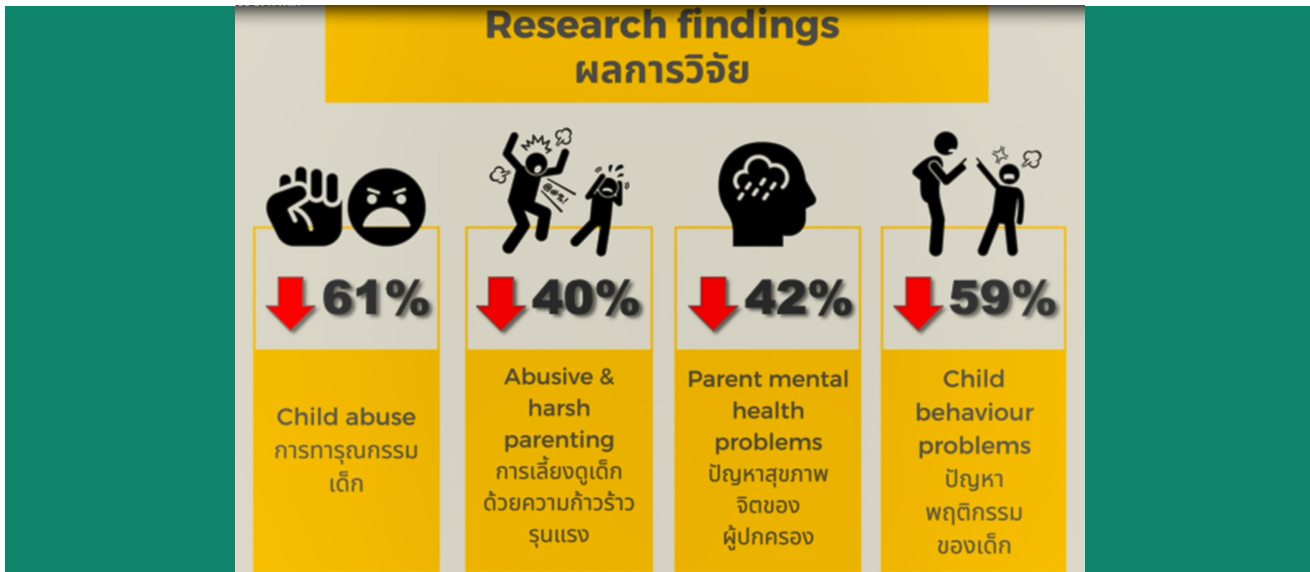 Research findings
ผลการวิจัย
@#%!
61%
40%
42%
59%
Child abuse
การทารุณกรรม
เด็ก
Abusive &
harsh
parenting
การเลี้ยงดูเด็ก
ด้วยความก้าวร้าว
รุนแรง
Parent mental
health
problems
ปัญหาสุขภาพ
จิตของ
ผู้ปกครอง
Child
behaviour
problems
ปัญหา
พฤติกรรม
ของเด็ก